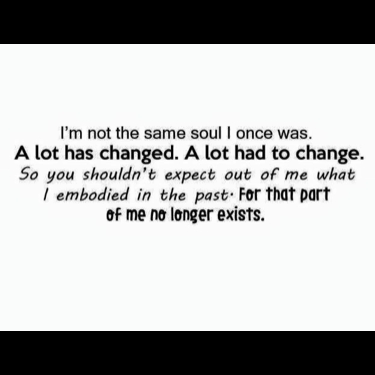 I'm not the same soul I once was.
A lot has changed. A lot had to change.
So you shouldn't expect out of me what
I embodied in the past. For that part
of me no longer exists.